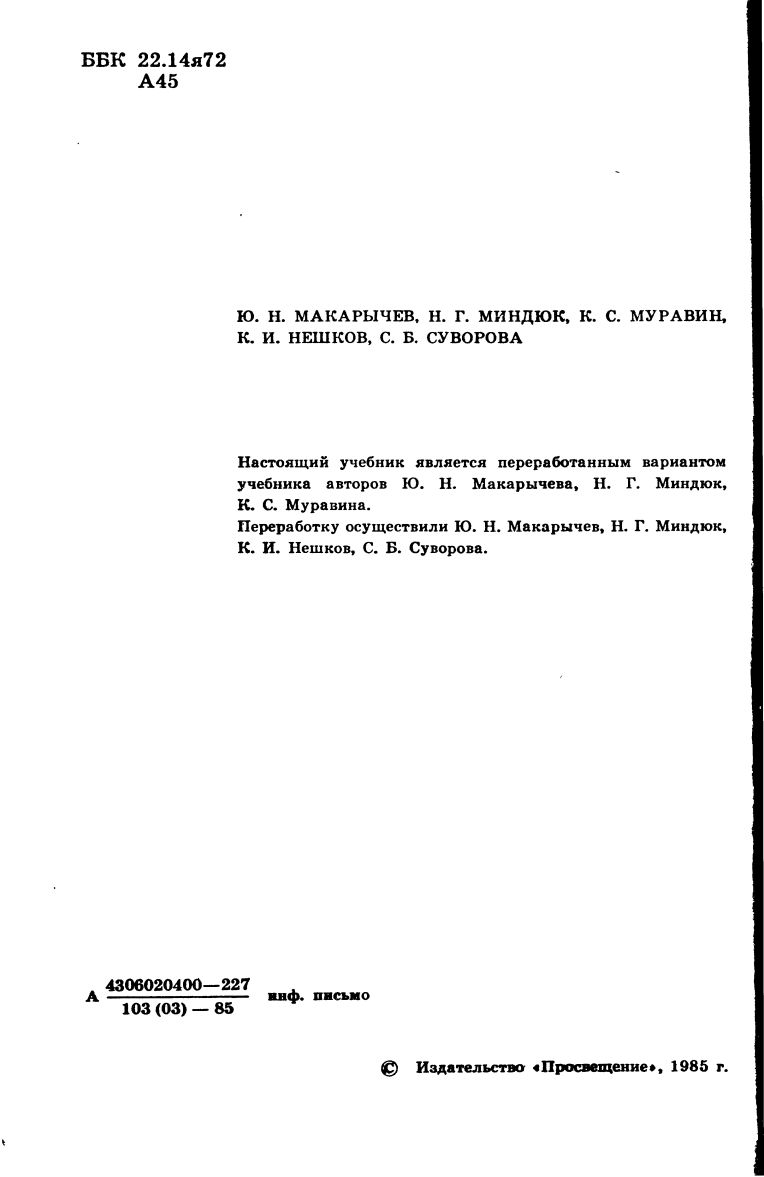 ББК 22.14я72
А45
Ю. Н. МАКАРЫЧЕВ, Н. Г. МИНДЮК, К. С. МУРАВИН,
К. И. НЕШКОВ, С. Б. СУВОРОВА
Настоящий учебник является переработанным вариантом
учебника авторов Ю. Н. Макарычева, Н. Г. Миндюк,
К. С. Муравина.
Переработку осуществили Ю. Н. Макарычев, Н. Г. Миндюк,
К. И. Нешков, С. Б. Суворова.
А 4306020400—227 инф. письмо
103 (03) — 85
© Издательство «Просвещение», 1985 г.